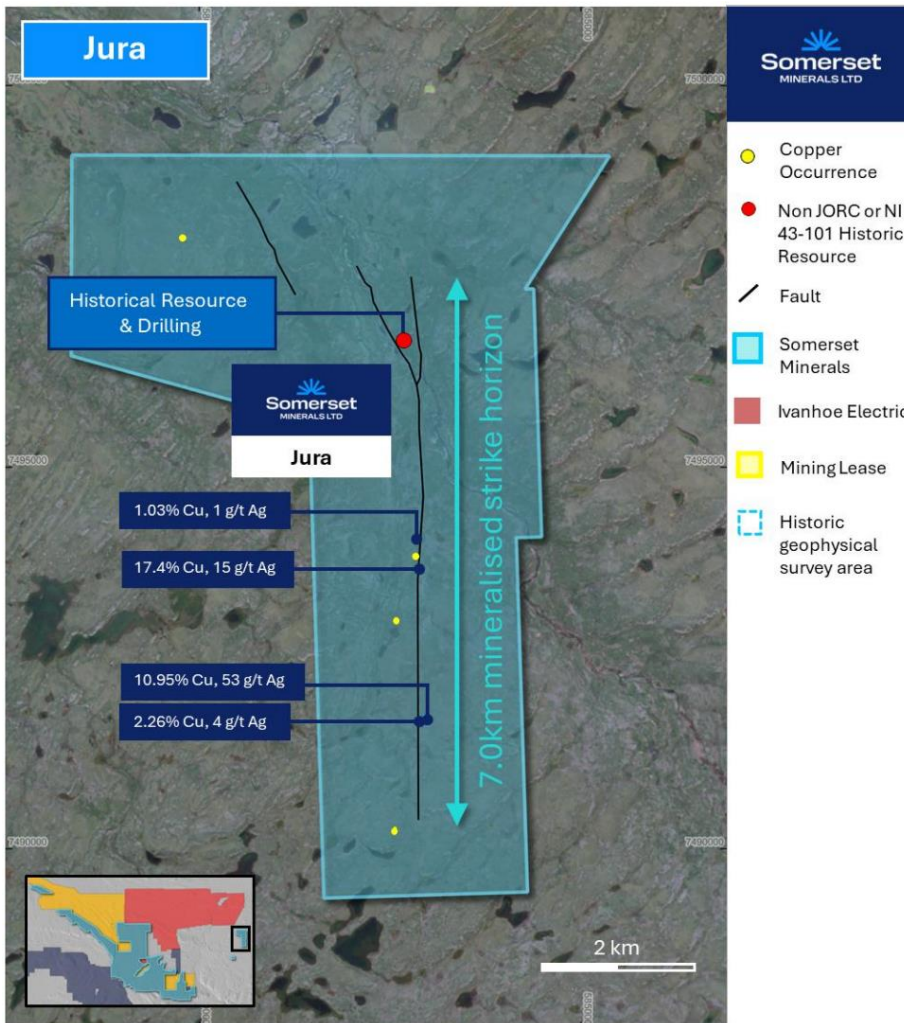 Jura
Somerset
MINERALS LTD
Copper
Occurrence
Non JORC or NI
43-101 Historic
Resource
Fault
Somerset
Minerals
Ivanhoe Electric
Mining Lease
Historic
geophysical
survey area
7500000
7500000
Historical Resource
& Drilling
Somerset
MINERALS LTD
Jura
7.0km mineralised strike horizon
7495000
1.03% Cu, 1 g/t Ag
17.4% Cu, 15 g/t Ag
10.95% Cu, 53 g/t Ag
2.26% Cu, 4 g/t Ag
7490000
7490000
2 km